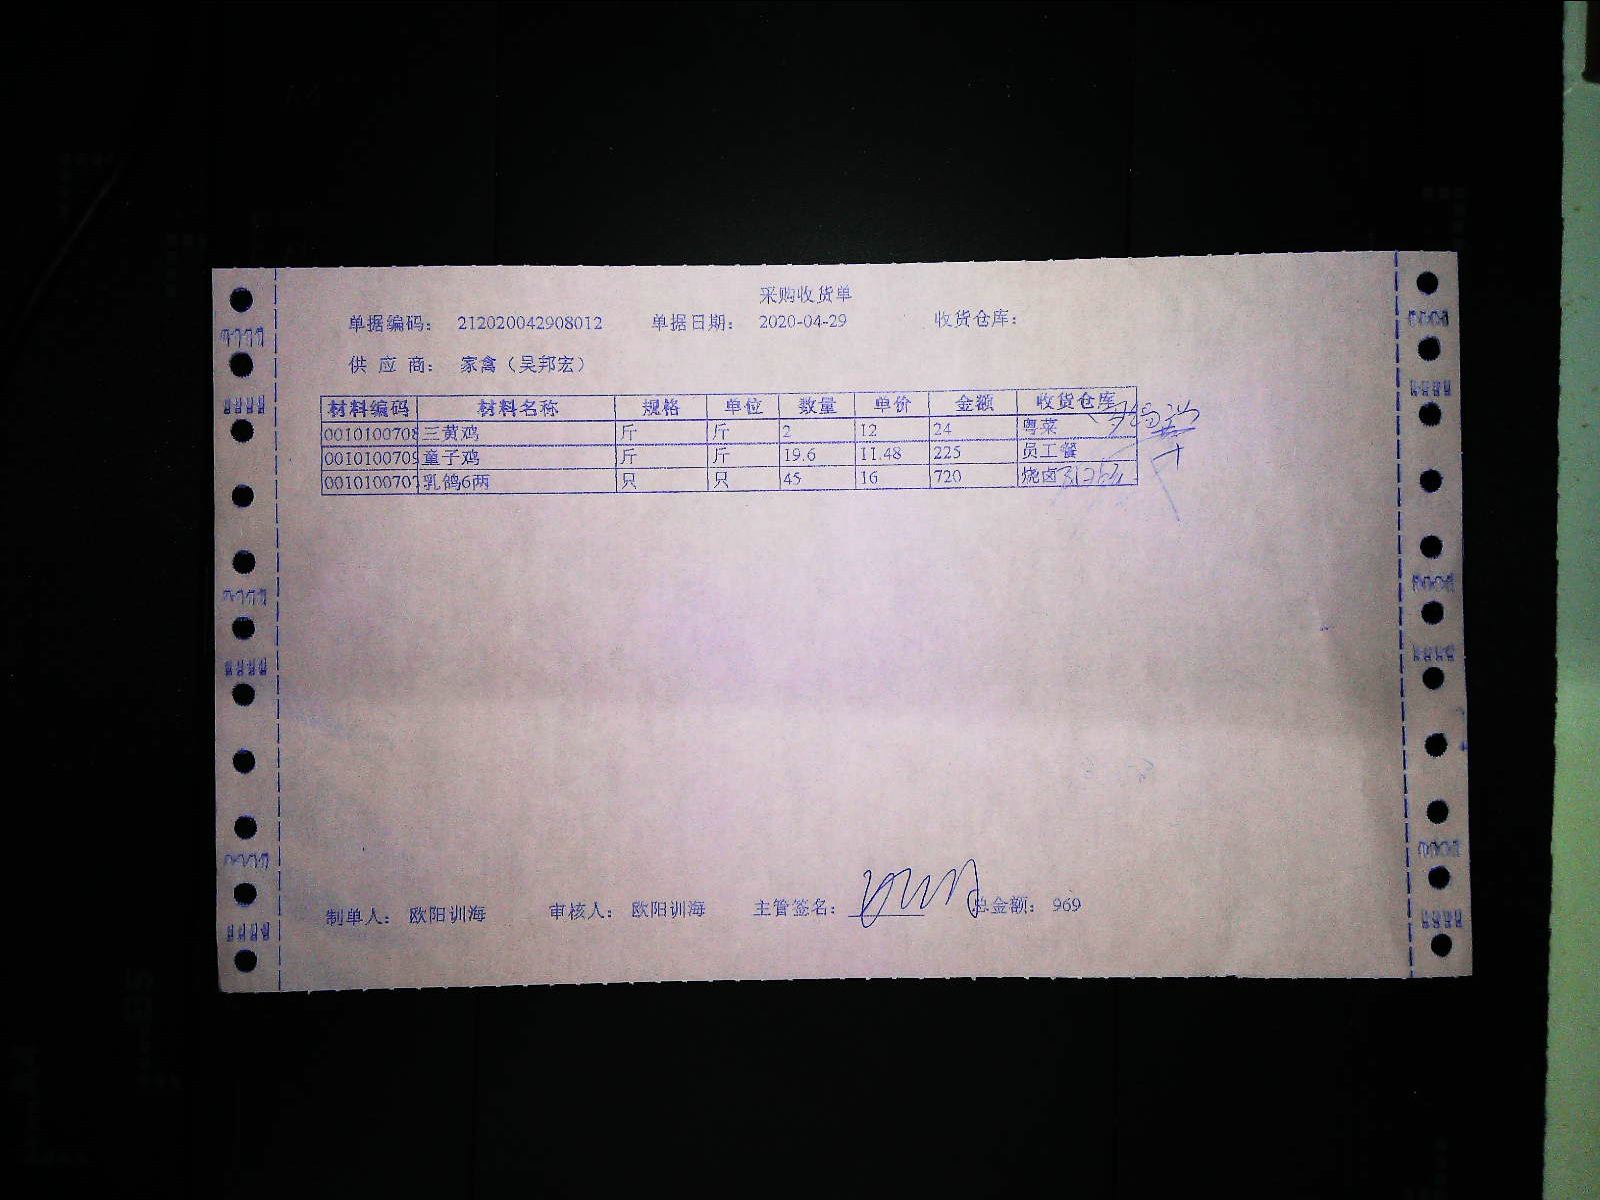 采购收货单
单据编码： 212020042908012 单据日期： 2020-04-29 收货仓库：
供 应 商： 家禽（吴邦宏）
材料编码 材料名称 规格 单位 数量 单价 金额 收货仓库
0010100708 三黄鸡 斤 斤 2 12 24 粤菜
0010100709 童子鸡 斤 斤 19.6 11.48 225 员工餐
0010100707 乳鸽6两 只 只 45 16 720 烧卤
制单人： 欧阳训海 审核人： 欧阳训海 主管签名： 总金额： 969